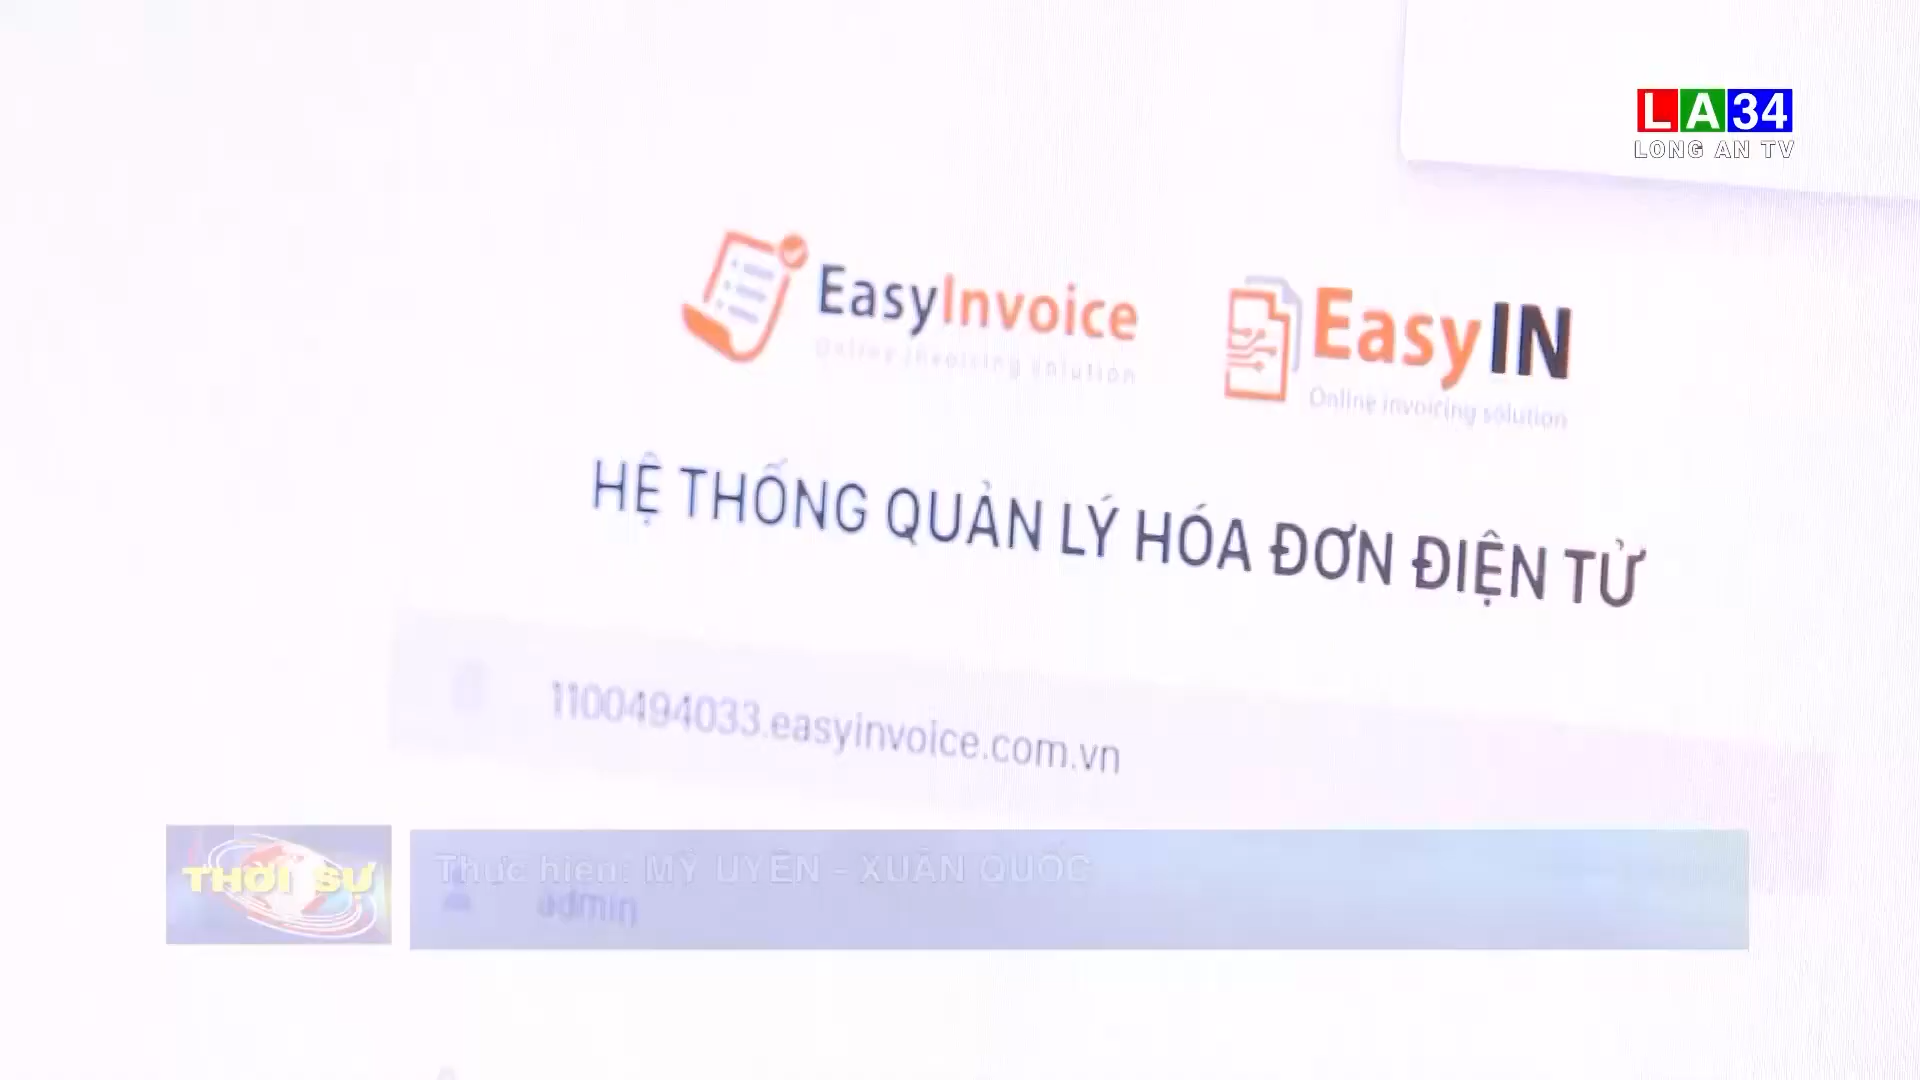 LA34
LONG AN TV
EasyInvoice
Online invoicing solution
EasyIN
Online invoicing solution
HỆ THỐNG QUẢN LÝ HÓA ĐƠN ĐIỆN TỬ
1100494033.easyinvoice.com.vn
THỜI SỰ
Thực hiện: MỸ UYÊN - XUÂN QUỐC
admin